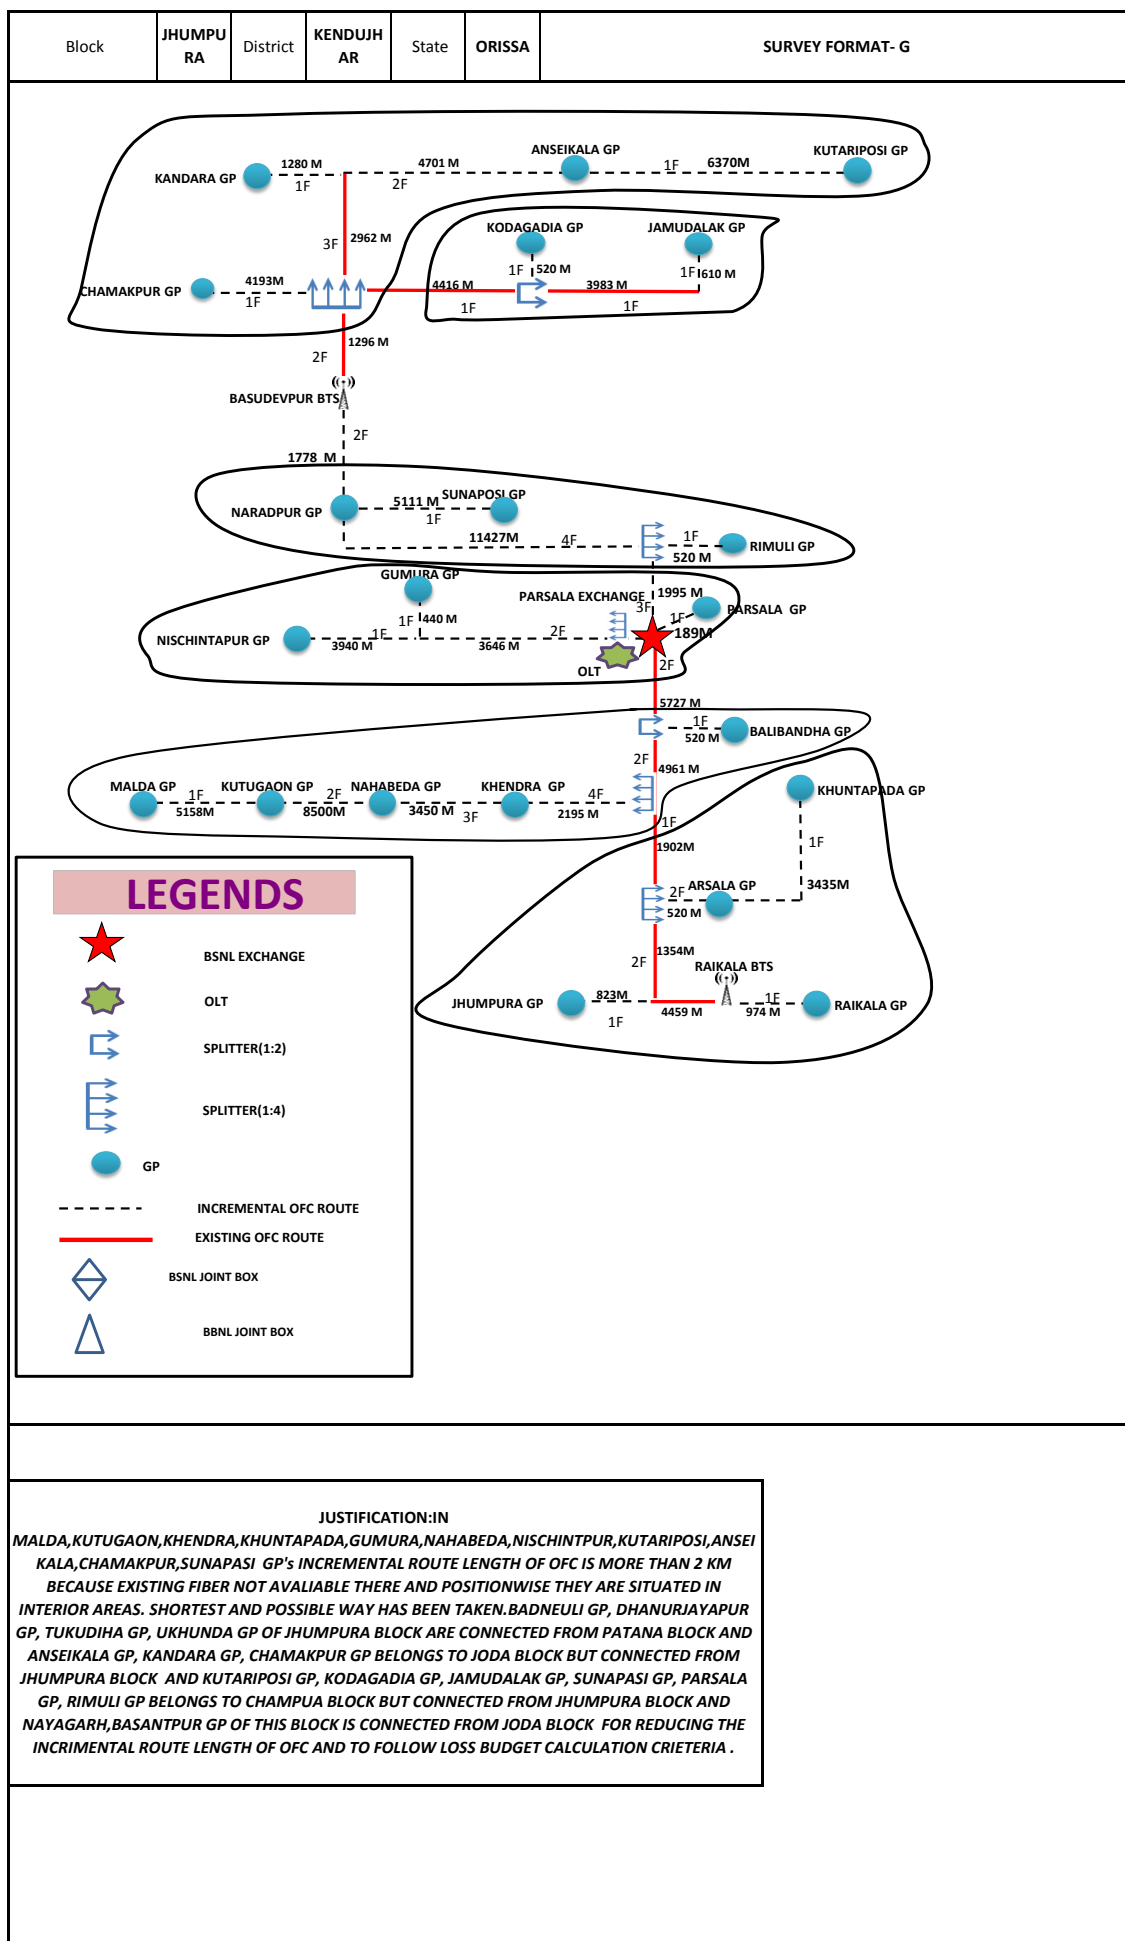 Block
JHUMPU
RA
District
KENDUJH
AR
State
ORISSA
SURVEY FORMAT- G
ANSEIKALA GP
KUTARIPOSI GP
1280 M
4701 M
1F
6370M
KANDARA GP
1F
2F
KODAGADIA GP
JAMUDALAK GP
3F
2962 M
1F
520 M
1F
610 M
CHAMAKPUR GP
4193M
1F
4416 M
3983 M
1F
1F
1296 M
2F
BASUDEVPUR BTS
2F
1778 M
SUNAPOSI GP
5111 M
NARADPUR GP
1F
11427M
4F
1F
RIMULI GP
520 M
GUMURA GP
PARSALA EXCHANGE
1995 M
3F
1F
PARSALA GP
1F
440 M
NISCHINTAPUR GP
1F
2F
189M
3940 M
3646 M
OLT
2F
5727 M
1F
BALIBANDHA GP
520 M
2F
4961 M
MALDA GP
KUTUGAON GP
NAHABEDA GP
KHENDRA GP
KHUNTAPADA GP
1F
2F
4F
5158M
8500M
3450 M
3F
2195 M
1F
1902M
1F
2F
ARSALA GP
3435M
520 M
1354M
2F
RAIKALA BTS
JHUMPURA GP
823M
1F
RAIKALA GP
1F
4459 M
974 M
LEGENDS
BSNL EXCHANGE
OLT
SPLITTER(1:2)
SPLITTER(1:4)
GP
INCREMENTAL OFC ROUTE
EXISTING OFC ROUTE
BSNL JOINT BOX
BBNL JOINT BOX
JUSTIFICATION:IN
MALDA,KUTUGAON,KHENDRA,KHUNTAPADA,GUMURA,NAHABEDA,NISCHINTPUR,KUTARIPOSI,ANSEI
KALA,CHAMAKPUR,SUNAPASI GP's INCREMENTAL ROUTE LENGTH OF OFC IS MORE THAN 2 KM
BECAUSE EXISTING FIBER NOT AVALIABLE THERE AND POSITIONWISE THEY ARE SITUATED IN
INTERIOR AREAS. SHORTEST AND POSSIBLE WAY HAS BEEN TAKEN.BADNEULI GP, DHANURJAYAPUR
GP, TUKUDIHA GP, UKHUNDA GP OF JHUMPURA BLOCK ARE CONNECTED FROM PATANA BLOCK AND
ANSEIKALA GP, KANDARA GP, CHAMAKPUR GP BELONGS TO JODA BLOCK BUT CONNECTED FROM
JHUMPURA BLOCK AND KUTARIPOSI GP, KODAGADIA GP, JAMUDALAK GP, SUNAPASI GP, PARSALA
GP, RIMULI GP BELONGS TO CHAMPUA BLOCK BUT CONNECTED FROM JHUMPURA BLOCK AND
NAYAGARH,BASANTPUR GP OF THIS BLOCK IS CONNECTED FROM JODA BLOCK FOR REDUCING THE
INCRIMENTAL ROUTE LENGTH OF OFC AND TO FOLLOW LOSS BUDGET CALCULATION CRIETERIA .